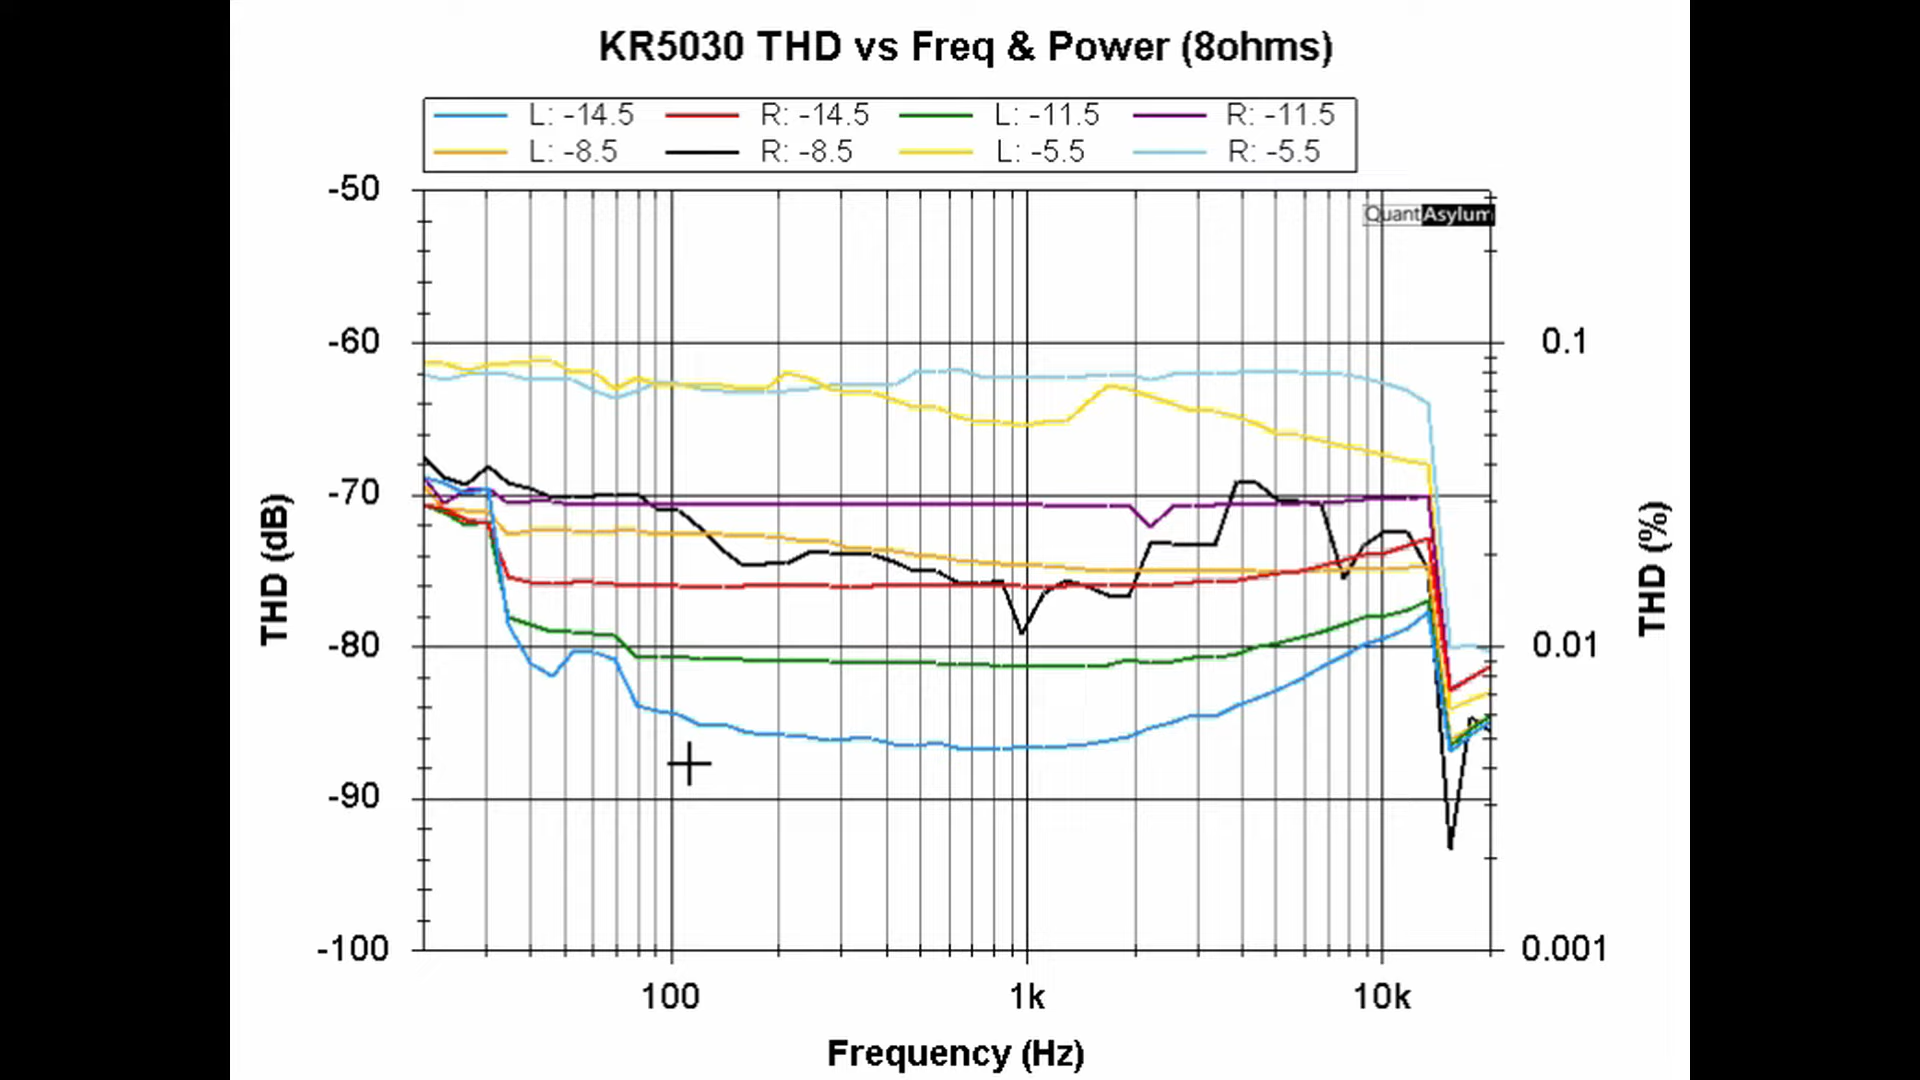 KR5030 THD vs Freq & Power (8ohms)
L: -14.5 R: -14.5 L: -11.5 R: -11.5
L: -8.5 R: -8.5 L: -5.5 R: -5.5
QuantAsylum
-50
-60
-70
-80
-90
-100
THD (dB)
0.1
0.01
0.001
THD (%)
100 1k 10k
Frequency (Hz)